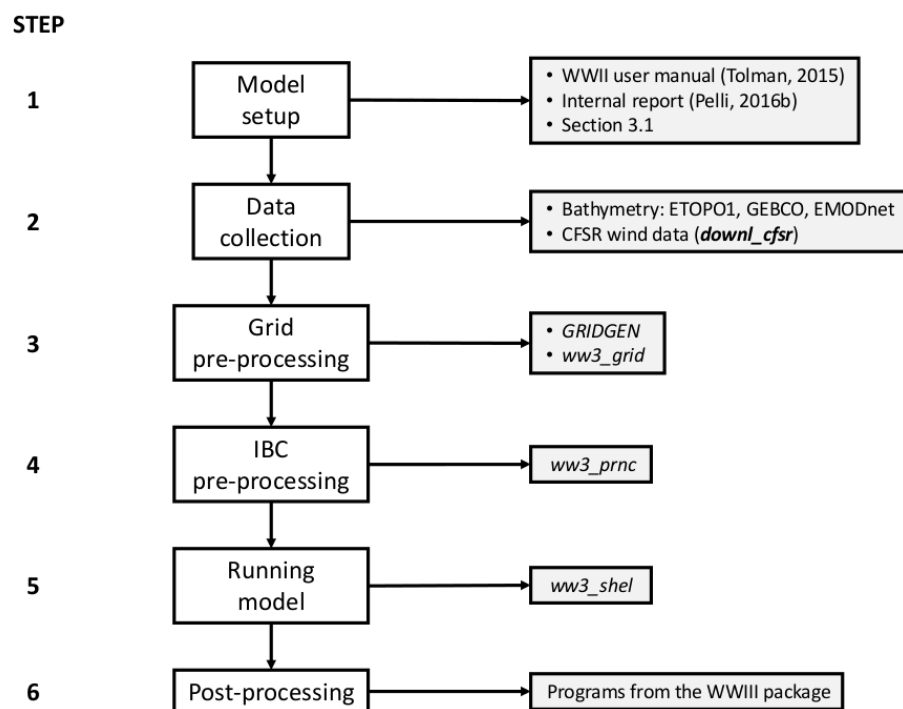 STEP
1
Model
setup
• WWII user manual (Tolman, 2015)
• Internal report (Pelli, 2016b)
• Section 3.1
2
Data
collection
• Bathymetry: ETOPO1, GEBCO, EMODnet
• CFSR wind data (downl_cfsr)
3
Grid
pre-processing
• GRIDGEN
• ww3_grid
4
IBC
pre-processing
ww3_prnc
5
Running
model
ww3_shel
6
Post-processing
Programs from the WWIII package